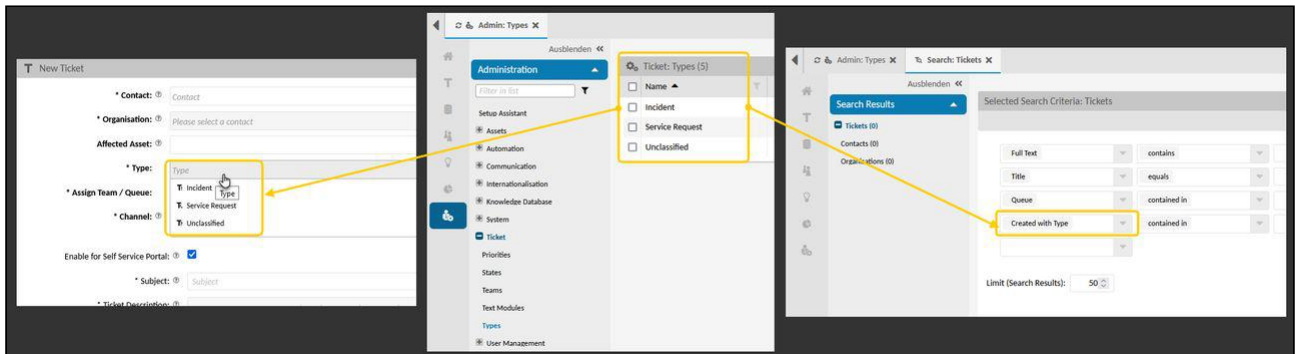 New Ticket
* Contact:
Contact
* Organisation:
Please select a contact
Affected Asset:
* Type:
Type
Incident
Type
* Assign Team / Queue:
Service Request
* Channel:
Unclassified
Enable for Self Service Portal:
* Subject:
Subject
* Ticket Description:
Admin: Types X
Ausblenden «
Administration
Filter in list
Setup Assistant
Assets
Automation
Communication
Internationalisation
Knowledge Database
System
Ticket
Priorities
States
Teams
Text Modules
Types
User Management
Ticket: Types (5)
Name
Incident
Service Request
Unclassified
Admin: Types X
Search: Tickets X
Ausblenden «
Search Results
Tickets (0)
Contacts (0)
Organisations (0)
Selected Search Criteria: Tickets
Full Text contains
Title equals
Queue contained in
Created with Type contained in
Limit (Search Results): 50